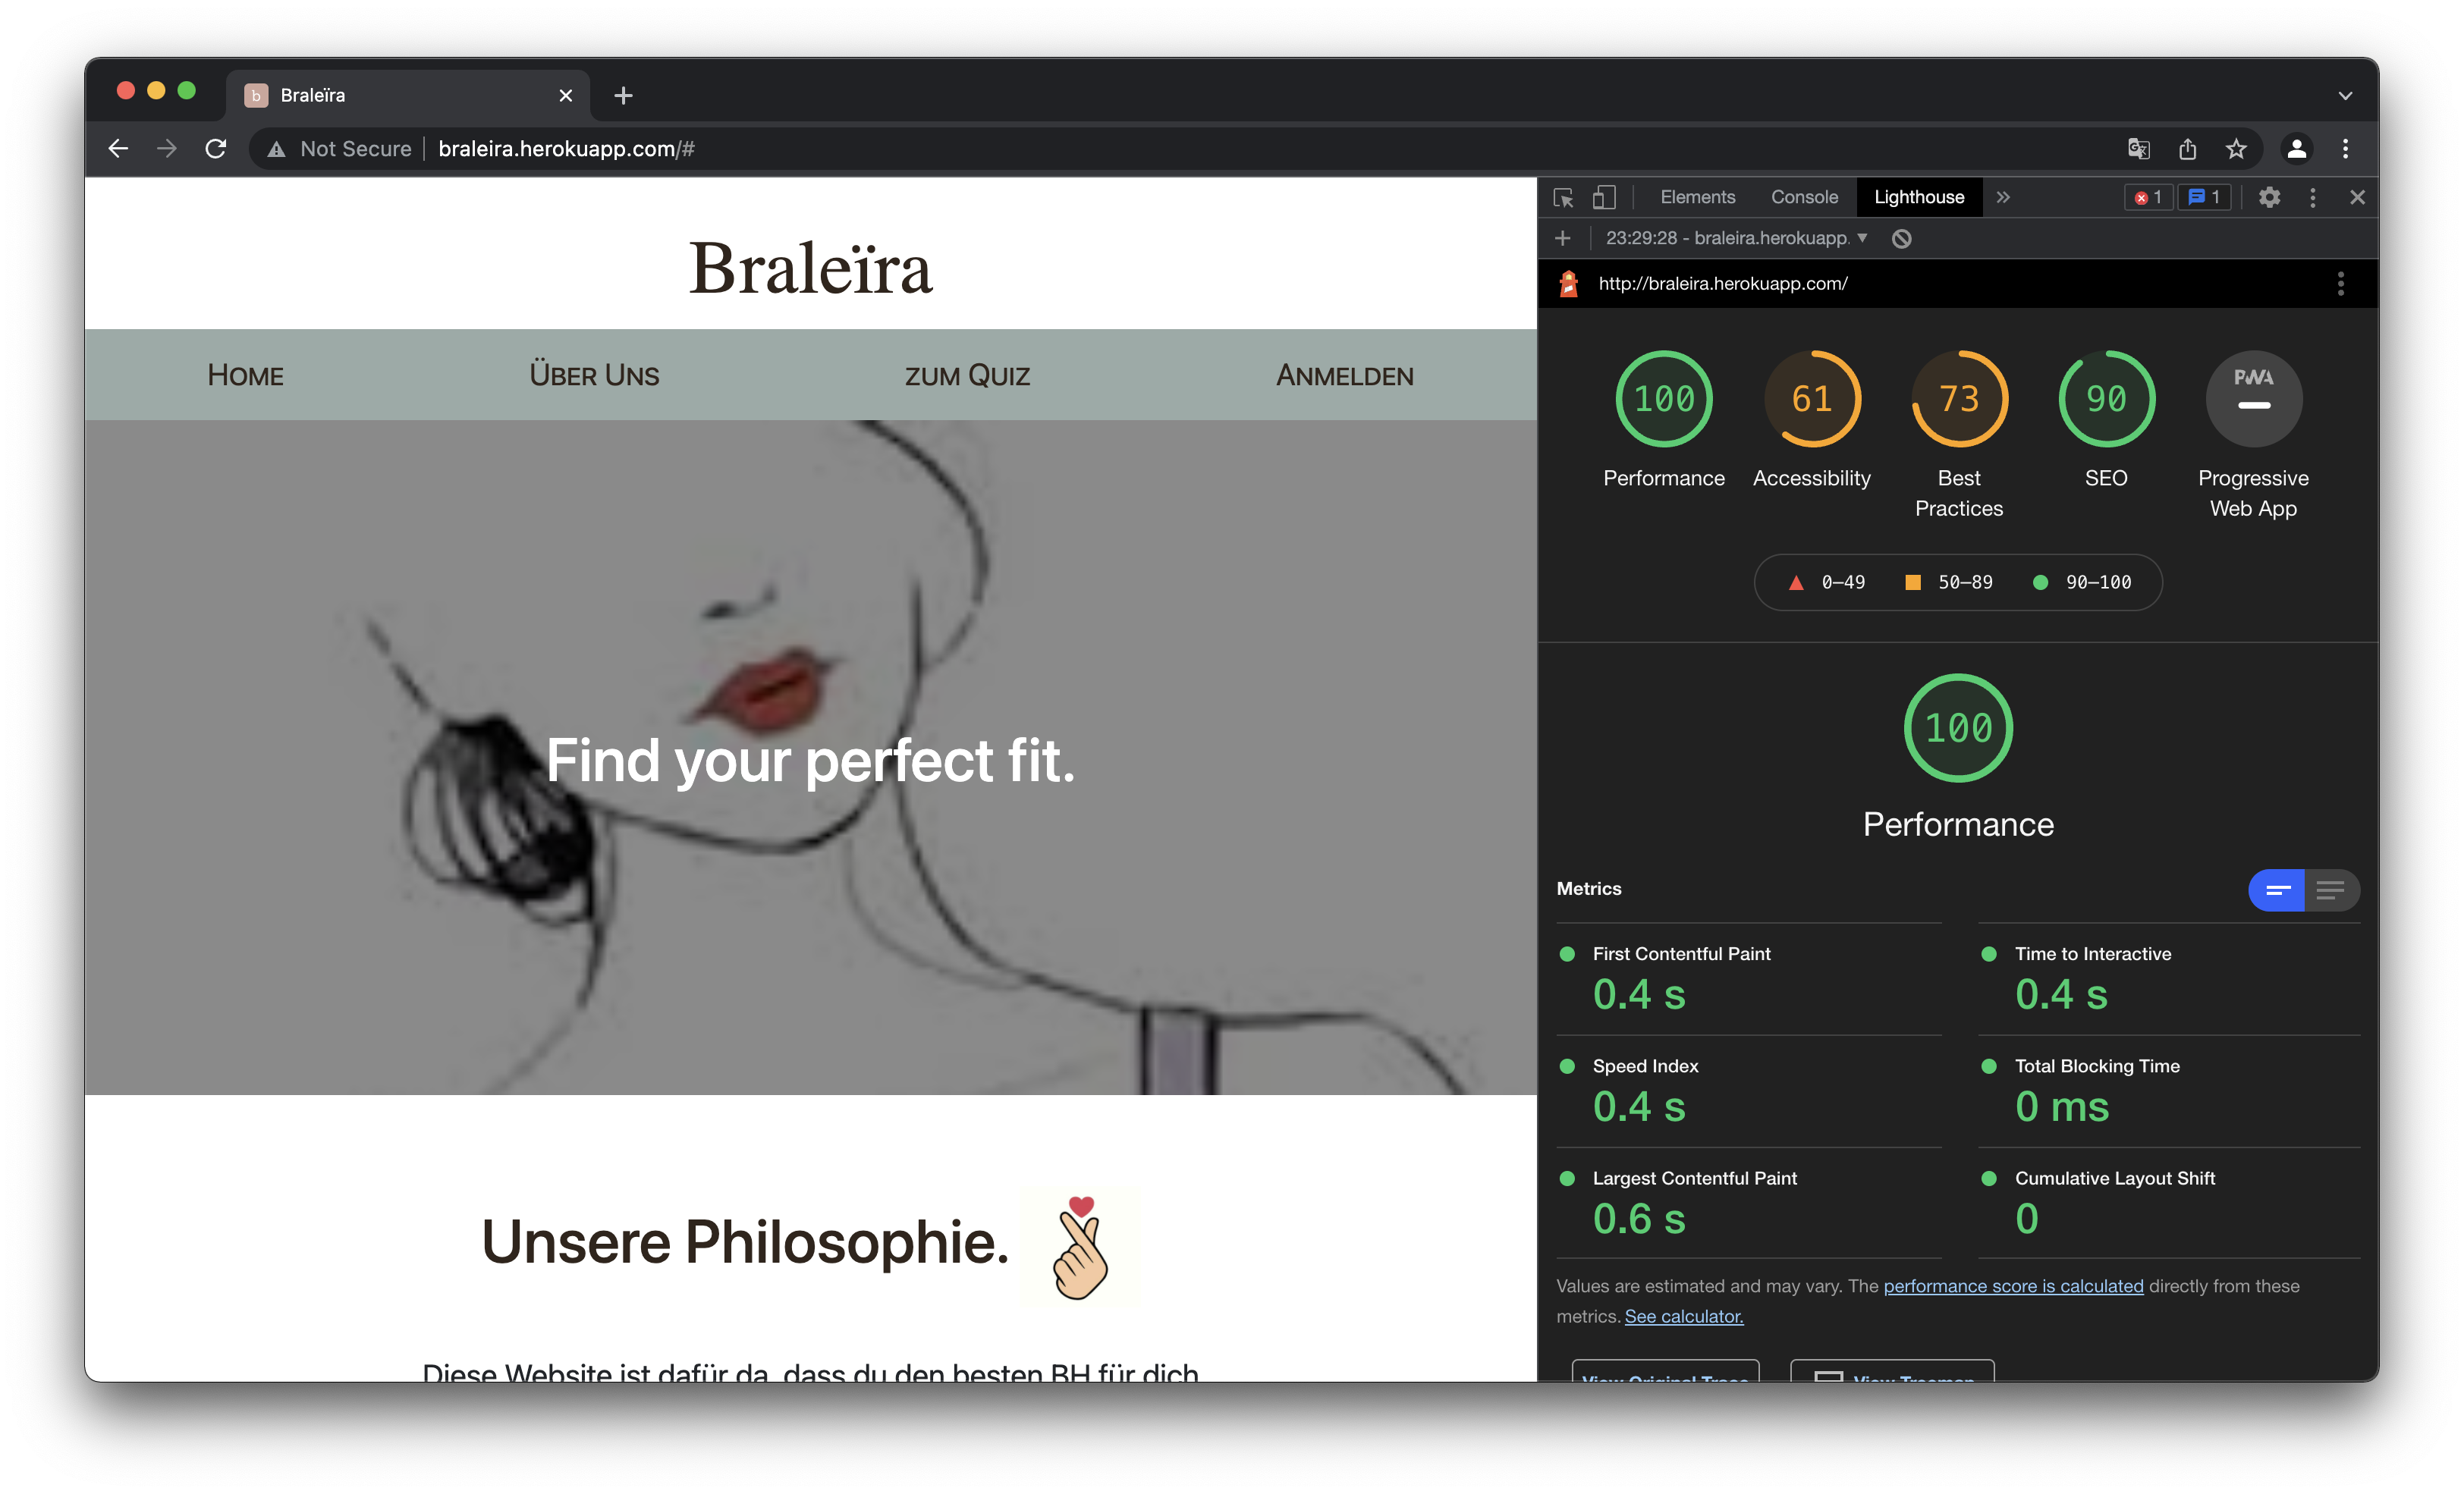 b Braleïra
Not Secure braleira.herokuapp.com/#
Braleïra
HOME ÜBER UNS ZUM QUIZ ANMELDEN
Find your perfect fit.
Unsere Philosophie.
Diese Website ist dafür da, dass du den besten BH für dich
Elements Console Lighthouse 1 1
23:29:28 - braleira.herokuapp.
http://braleira.herokuapp.com/
100 61 73 90 PWA
Performance Accessibility Best Practices SEO Progressive Web App
0–49 50–89 90–100
100
Performance
Metrics
First Contentful Paint
0.4 s
Time to Interactive
0.4 s
Speed Index
0.4 s
Total Blocking Time
0 ms
Largest Contentful Paint
0.6 s
Cumulative Layout Shift
0
Values are estimated and may vary. The performance score is calculated directly from these
metrics. See calculator.
View Original Trace View Treemap